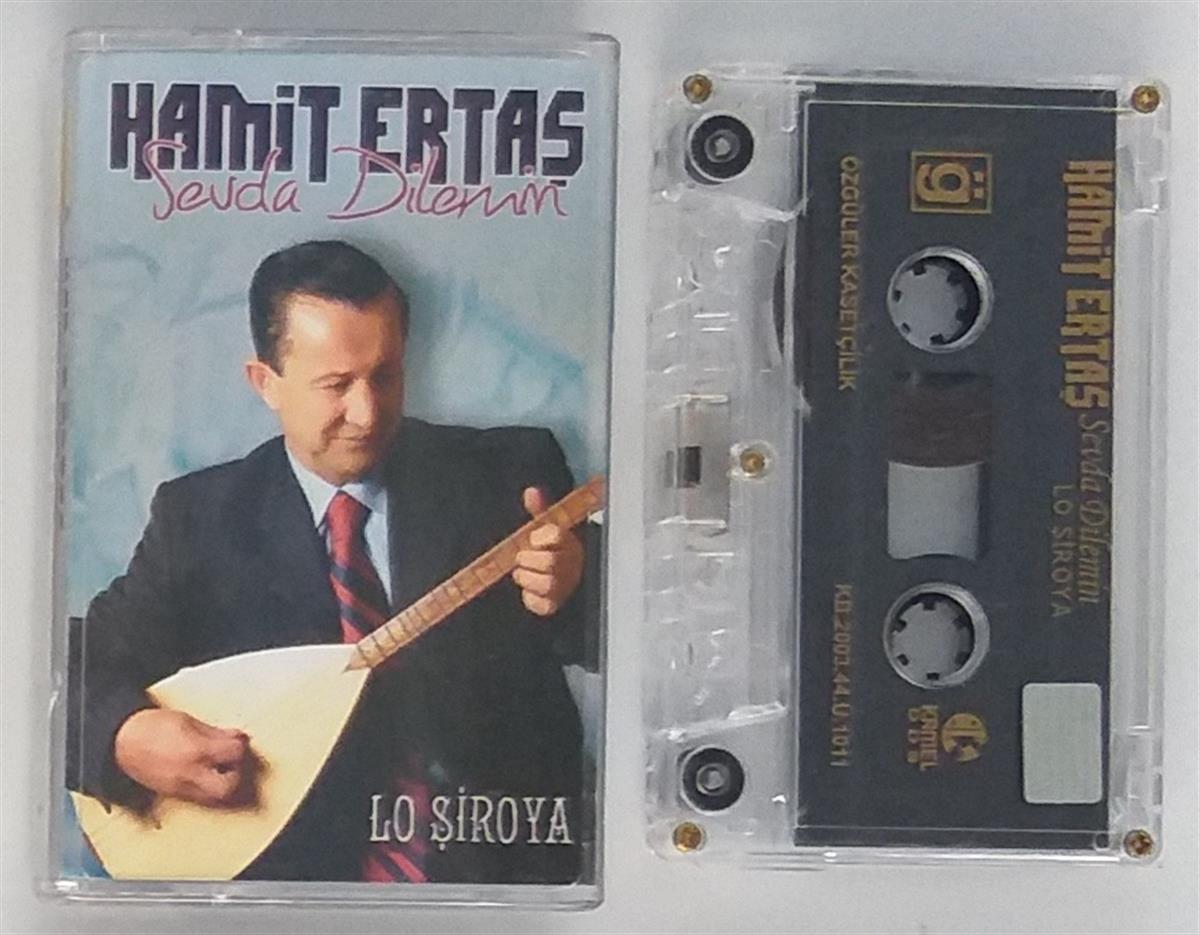 HAMİT ERTAŞ
Sevda Dilemin
LO ŞİROYA
HAMİT ERTAŞ Sevda Dilemin
LO ŞİROYA
ğ
ÖZGÜLER KASETÇİLİK
KB.2003.44.U.1011